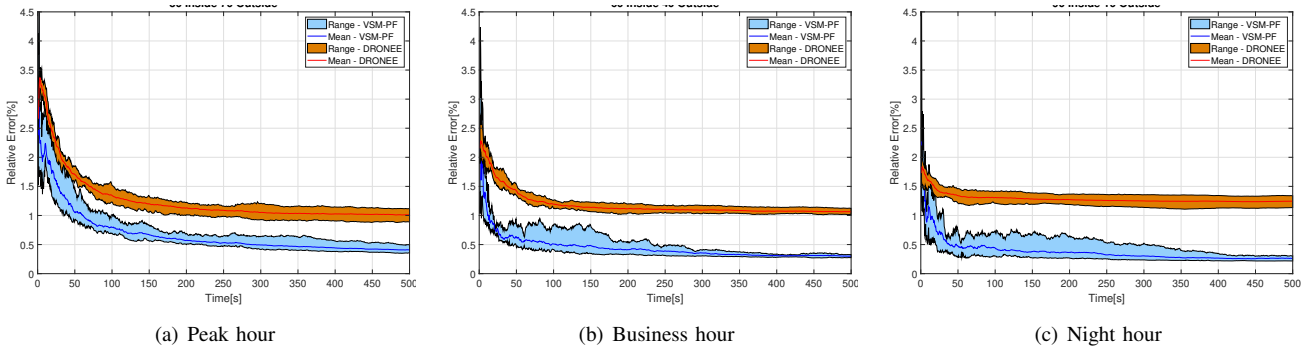 Range - VSM-PF
Mean - VSM-PF
Range - DRONEE
Mean - DRONEE
Relative Error[%]
4.5
4
3.5
3
2.5
2
1.5
1
0.5
0
0 50 100 150 200 250 300 350 400 450 500
Time[s]
(a) Peak hour
Range - VSM-PF
Mean - VSM-PF
Range - DRONEE
Mean - DRONEE
Relative Error[%]
4.5
4
3.5
3
2.5
2
1.5
1
0.5
0
0 50 100 150 200 250 300 350 400 450 500
Time[s]
(b) Business hour
Range - VSM-PF
Mean - VSM-PF
Range - DRONEE
Mean - DRONEE
Relative Error[%]
4.5
4
3.5
3
2.5
2
1.5
1
0.5
0
0 50 100 150 200 250 300 350 400 450 500
Time[s]
(c) Night hour